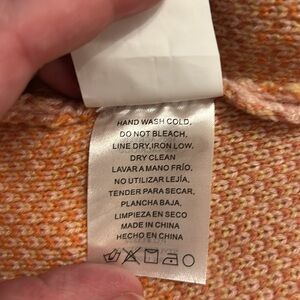 HAND WASH COLD,
DO NOT BLEACH,
LINE DRY,IRON LOW,
DRY CLEAN
LAVAR A MANO FRÍO,
NO UTILIZAR LEJÍA,
TENDER PARA SECAR,
PLANCHA BAJA,
LIMPIEZA EN SECO
MADE IN CHINA
HECHO EN CHINA